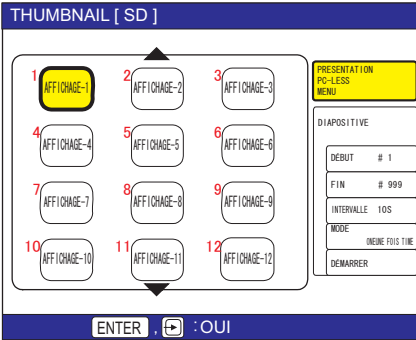 THUMBNAIL [ SD ]
1 AFFICHAGE-1
2 AFFICHAGE-2
3 AFFICHAGE-3
4 AFFICHAGE-4
5 AFFICHAGE-5
6 AFFICHAGE-6
7 AFFICHAGE-7
8 AFFICHAGE-8
9 AFFICHAGE-9
10 AFFICHAGE-10
11 AFFICHAGE-11
12 AFFICHAGE-12
PRESENTATION
PC-LESS
MENU
DIAPOSITIVE
DÉBUT # 1
FIN # 999
INTERVALLE 10S
MODE
ONEUNE FOIS TIME
DÉMARRER
ENTER , : OUI